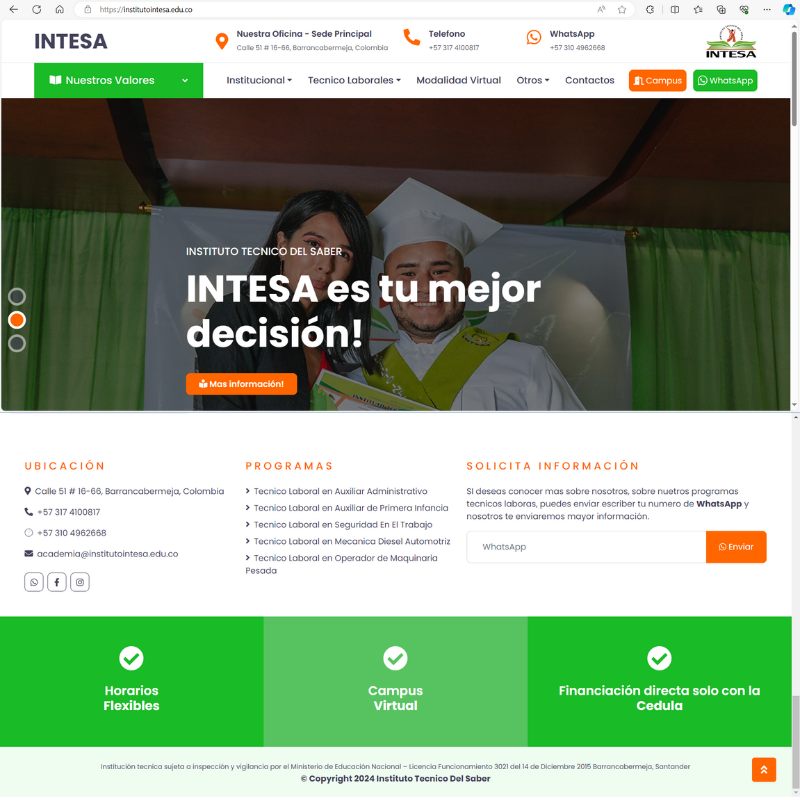 https://institutointesa.edu.co
INTESA
Nuestra Oficina - Sede Principal
Calle 51 # 16-66, Barrancabermeja, Colombia
Telefono
+57 317 4100817
WhatsApp
+57 310 4962668
INTESA
Nuestros Valores
Institucional
Tecnico Laborales
Modalidad Virtual
Otros
Contactos
Campus
WhatsApp
INSTITUTO TECNICO DEL SABER
INTESA es tu mejor
decisión!
Mas información!
UBICACIÓN
Calle 51 # 16-66, Barrancabermeja, Colombia
+57 317 4100817
+57 310 4962668
academia@institutointesa.edu.co
PROGRAMAS
Tecnico Laboral en Auxiliar Administrativo
Tecnico Laboral en Auxiliar de Primera Infancia
Tecnico Laboral en Seguridad En El Trabajo
Tecnico Laboral en Mecanica Diesel Automotriz
Tecnico Laboral en Operador de Maquinaria
Pesada
SOLICITA INFORMACIÓN
SI deseas conocer mas sobre nosotros, sobre nuetros programas
tecnicos laboras, puedes enviar escriber tu numero de WhatsApp y
nosotros te enviaremos mayor información.
WhatsApp
Enviar
Horarios
Flexibles
Campus
Virtual
Financiación directa solo con la
Cedula
Institución tecnica sujeta a inspección y vigilancia por el Ministerio de Educación Nacional - Licencia Funcionomiento 3021 del 14 de Diciembre 2015 Barrancabermeja, Santander
© Copyright 2024 Instituto Tecnico Del Saber